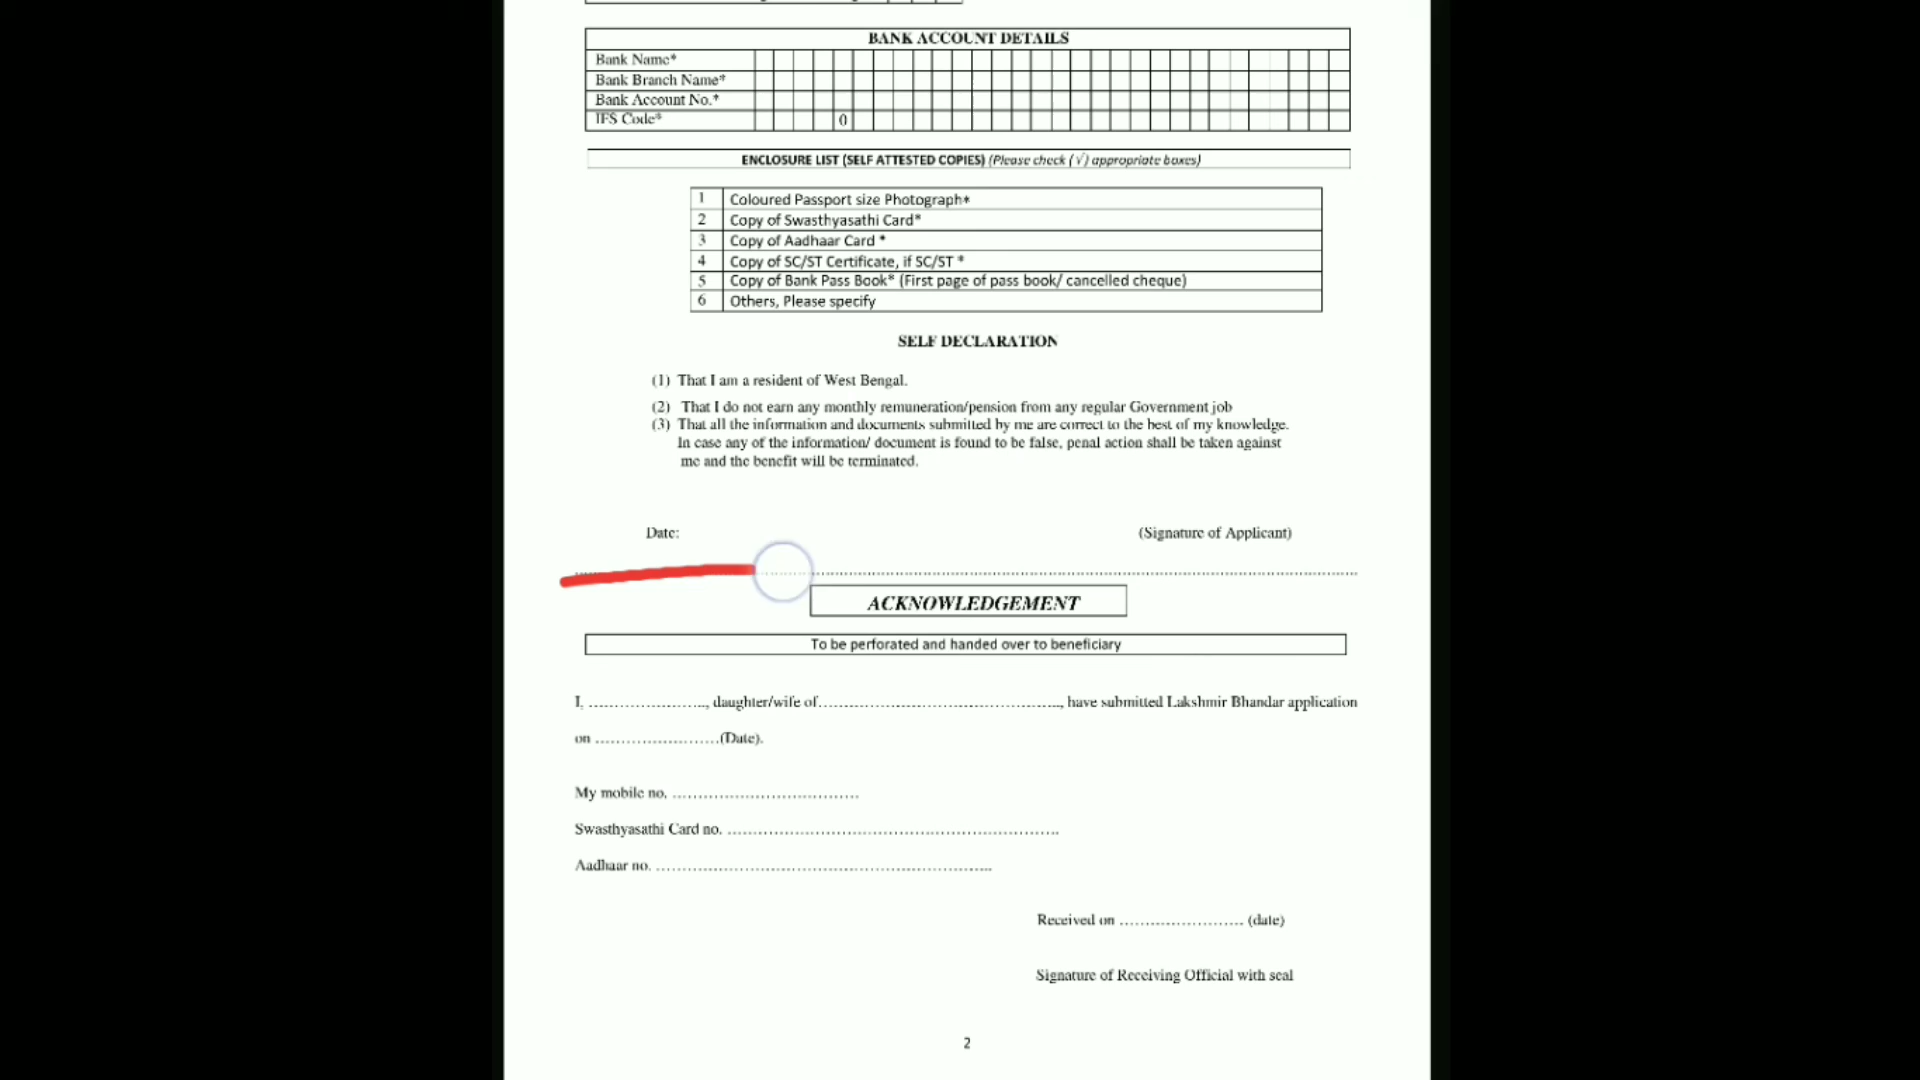 BANK ACCOUNT DETAILS
Bank Name*
Bank Branch Name*
Bank Account No.*
IFS Code* 0
ENCLOSURE LIST (SELF ATTESTED COPIES) (Please check (√) appropriate boxes)
1 Coloured Passport size Photograph*
2 Copy of Swasthyasathi Card*
3 Copy of Aadhaar Card *
4 Copy of SC/ST Certificate, if SC/ST *
5 Copy of Bank Pass Book* (First page of pass book/ cancelled cheque)
6 Others, Please specify
SELF DECLARATION
(1) That I am a resident of West Bengal.
(2) That I do not earn any monthly remuneration/pension from any regular Government job
(3) That all the information and documents submitted by me are correct to the best of my knowledge.
In case any of the information/ document is found to be false, penal action shall be taken against
me and the benefit will be terminated.
Date: (Signature of Applicant)
ACKNOWLEDGEMENT
To be perforated and handed over to beneficiary
I, ......................., daughter/wife of..............................................., have submitted Lakshmir Bhandar application
on ........................(Date).
My mobile no. ....................................
Swasthyasathi Card no. ................................................................
Aadhaar no. .................................................................
Received on ........................ (date)
Signature of Receiving Official with seal
2